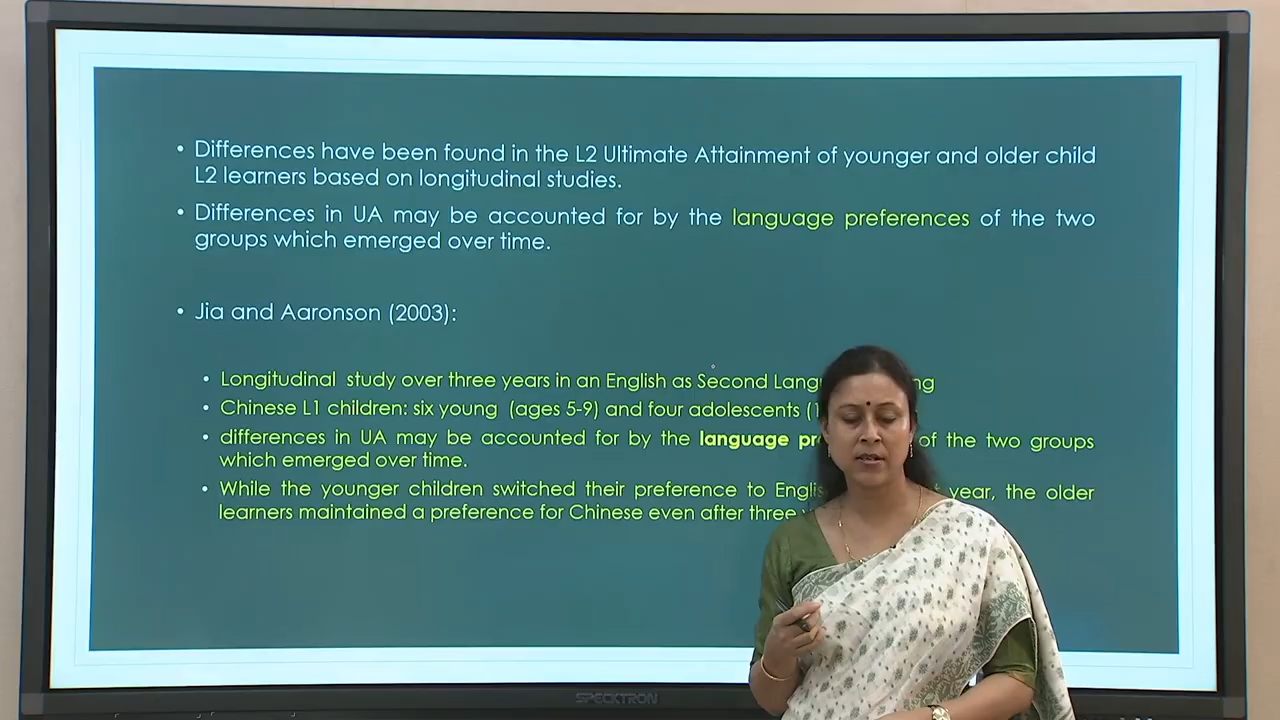 • Differences have been found in the L2 Ultimate Attainment of younger and older child
L2 learners based on longitudinal studies.
• Differences in UA may be accounted for by the language preferences of the two
groups which emerged over time.
• Jia and Aaronson (2003):
• Longitudinal study over three years in an English as Second
• Chinese L1 children: six young (ages 5-9) and four adolescents
• differences in UA may be accounted for by the language of the two groups
which emerged over time.
• While the younger children switched their preference to year, the older
learners maintained a preference for Chinese even after three
SPECKTRON